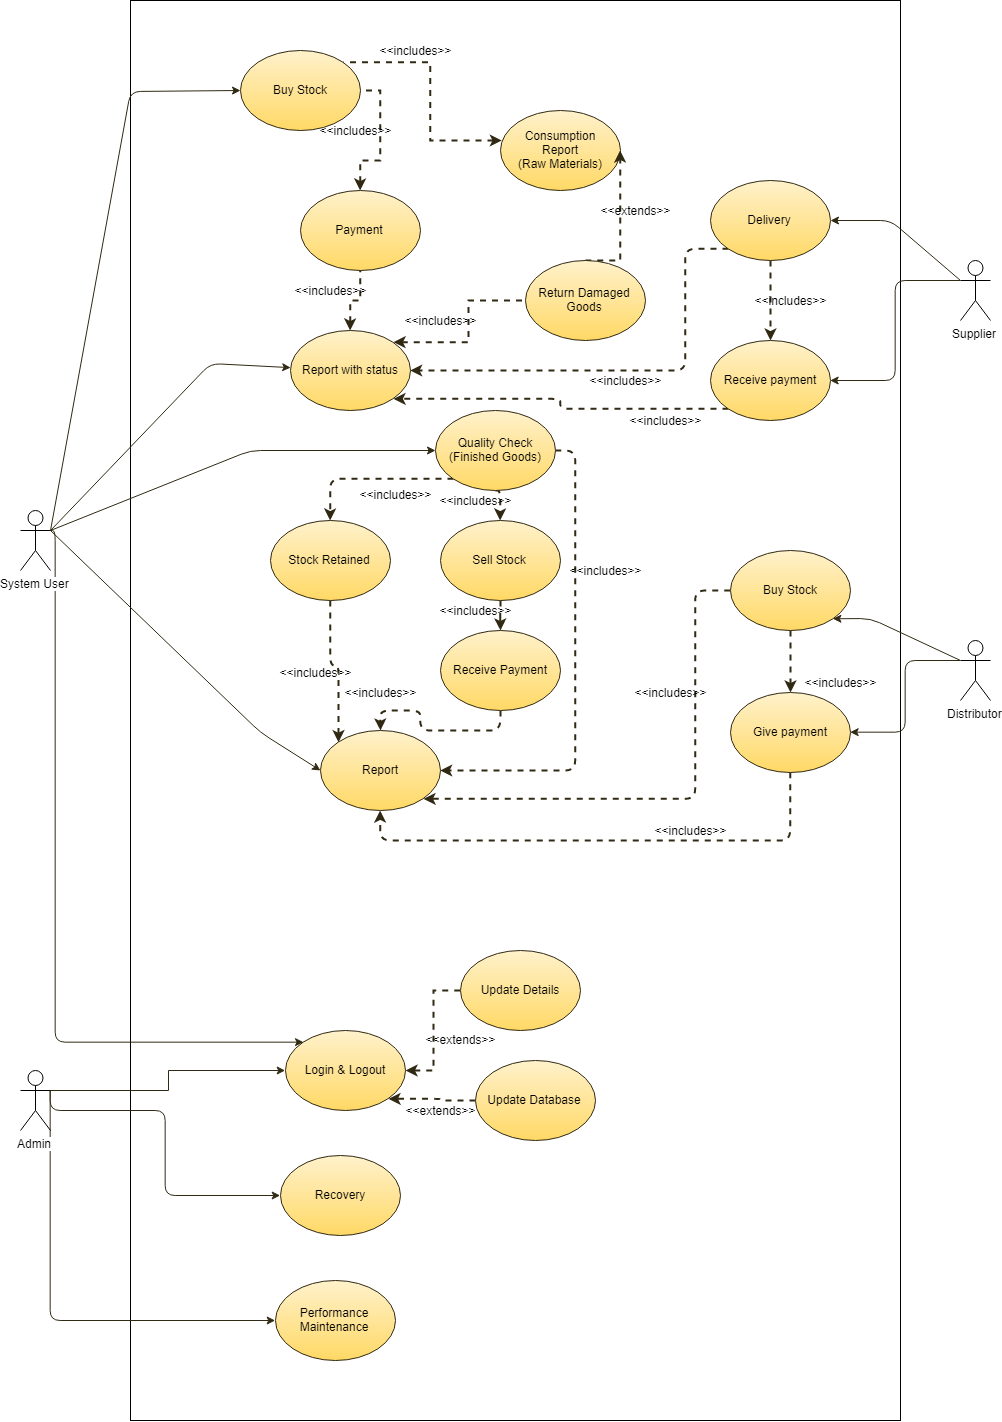 <<includes>>
Buy Stock
<<includes>>
Consumption
Report
(Raw Materials)
<<extends>>
Delivery
Payment
<<includes>>
Return Damaged
Goods
<<includes>>
<<includes>>
Supplier
Report with status
<<includes>>
Receive payment
<<includes>>
Quality Check
(Finished Goods)
<<includes>>
<<includes>>
System User
Stock Retained
Sell Stock
<<includes>>
Buy Stock
<<includes>>
Receive Payment
<<includes>>
<<includes>>
<<includes>>
<<includes>>
Distributor
Give payment
Report
<<includes>>
Update Details
<<extends>>
Login & Logout
Update Database
<<extends>>
Admin
Recovery
Performance
Maintenance